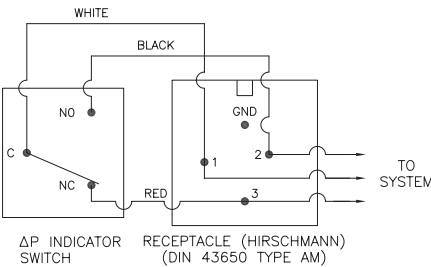 WHITE
BLACK
NO
GND
C
1
2
NC
RED
3
TO
SYSTEM
ΔP INDICATOR
SWITCH
RECEPTACLE (HIRSCHMANN)
(DIN 43650 TYPE AM)